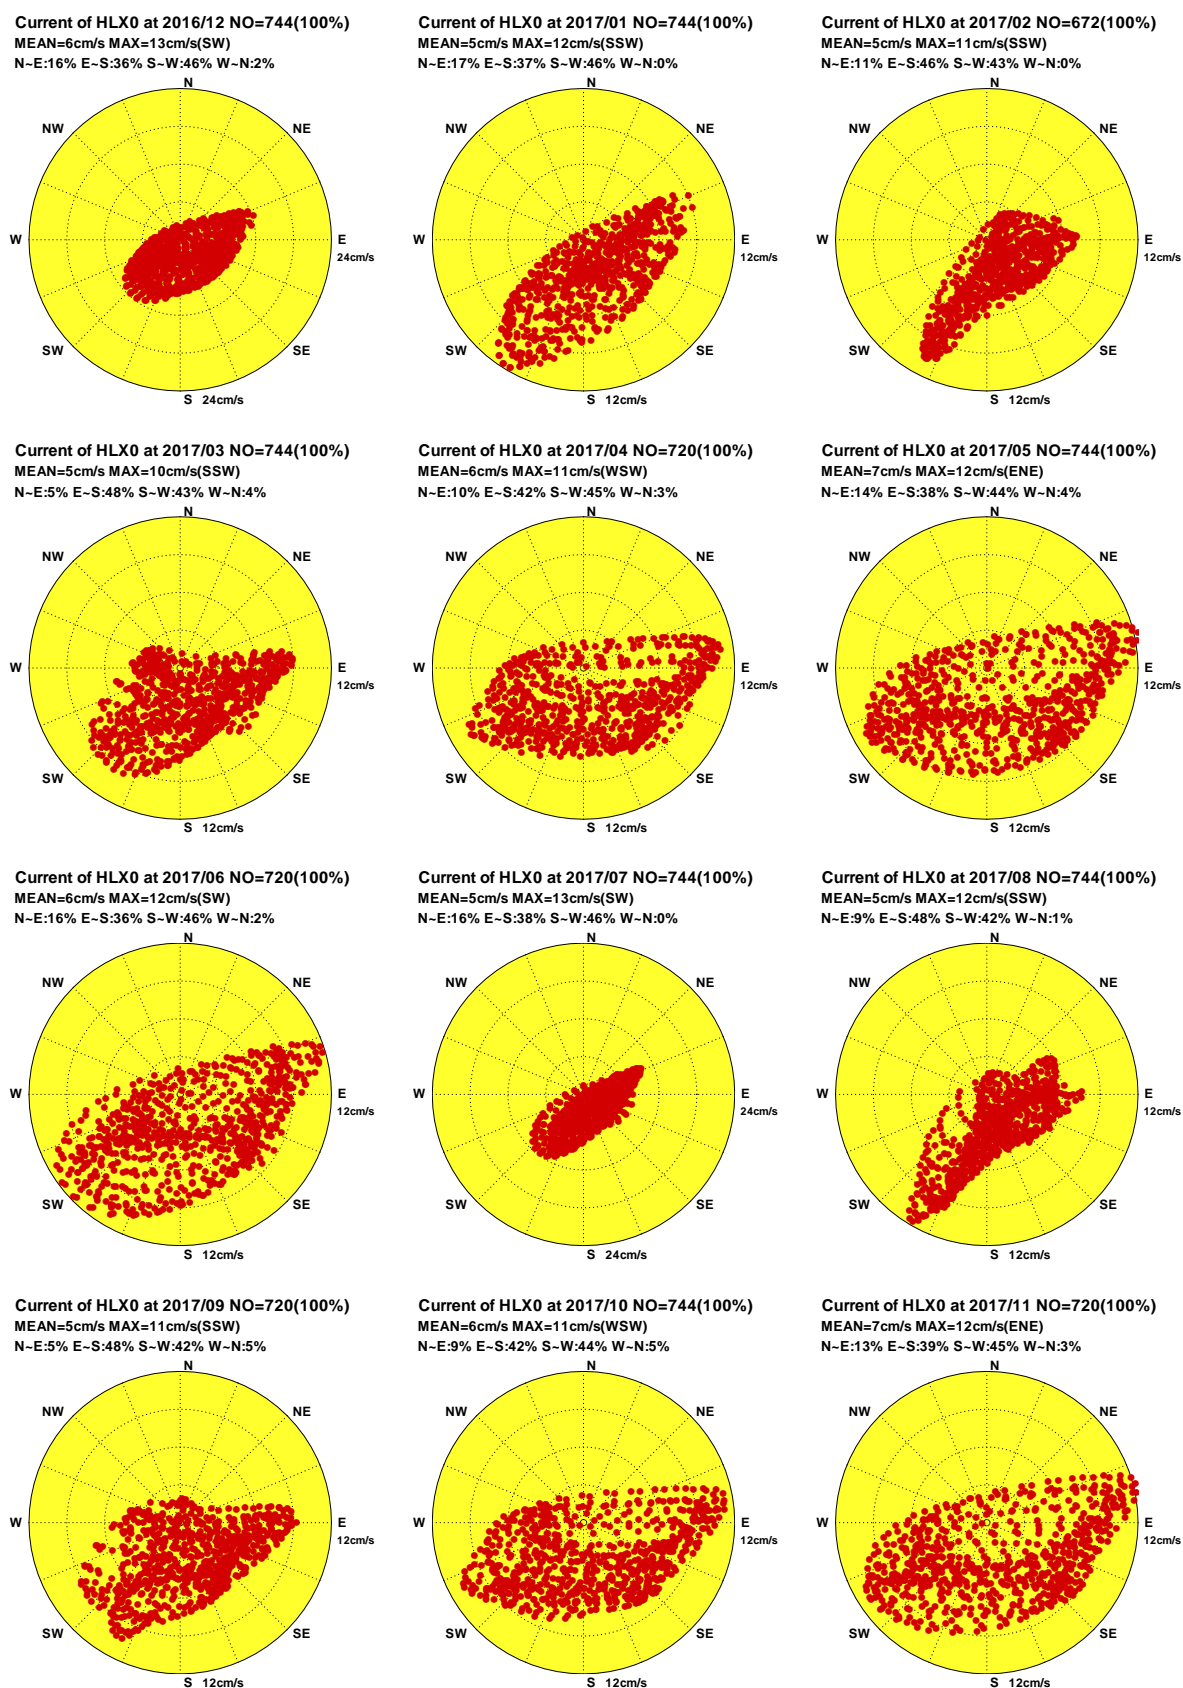 Current of HLX0 at 2016/12 NO=744(100%)
MEAN=6cm/s MAX=13cm/s(SW)
N~E:16% E~S:36% S~W:46% W~N:2%
N
NW
NE
W
E
24cm/s
SW
SE
S 24cm/s
Current of HLX0 at 2017/01 NO=744(100%)
MEAN=5cm/s MAX=12cm/s(SSW)
N~E:17% E~S:37% S~W:46% W~N:0%
N
NW
NE
W
E
12cm/s
SW
SE
S 12cm/s
Current of HLX0 at 2017/02 NO=672(100%)
MEAN=5cm/s MAX=11cm/s(SSW)
N~E:11% E~S:46% S~W:43% W~N:0%
N
NW
NE
W
E
12cm/s
SW
SE
S 12cm/s
Current of HLX0 at 2017/03 NO=744(100%)
MEAN=5cm/s MAX=10cm/s(SSW)
N~E:5% E~S:48% S~W:43% W~N:4%
N
NW
NE
W
E
12cm/s
SW
SE
S 12cm/s
Current of HLX0 at 2017/04 NO=720(100%)
MEAN=6cm/s MAX=11cm/s(WSW)
N~E:10% E~S:42% S~W:45% W~N:3%
N
NW
NE
W
E
12cm/s
SW
SE
S 12cm/s
Current of HLX0 at 2017/05 NO=744(100%)
MEAN=7cm/s MAX=12cm/s(ENE)
N~E:14% E~S:38% S~W:44% W~N:4%
N
NW
NE
W
E
12cm/s
SW
SE
S 12cm/s
Current of HLX0 at 2017/06 NO=720(100%)
MEAN=6cm/s MAX=12cm/s(SW)
N~E:16% E~S:36% S~W:46% W~N:2%
N
NW
NE
W
E
12cm/s
SW
SE
S 12cm/s
Current of HLX0 at 2017/07 NO=744(100%)
MEAN=5cm/s MAX=13cm/s(SW)
N~E:16% E~S:38% S~W:46% W~N:0%
N
NW
NE
W
E
24cm/s
SW
SE
S 24cm/s
Current of HLX0 at 2017/08 NO=744(100%)
MEAN=5cm/s MAX=12cm/s(SSW)
N~E:9% E~S:48% S~W:42% W~N:1%
N
NW
NE
W
E
12cm/s
SW
SE
S 12cm/s
Current of HLX0 at 2017/09 NO=720(100%)
MEAN=5cm/s MAX=11cm/s(SSW)
N~E:5% E~S:48% S~W:42% W~N:5%
N
NW
NE
W
E
12cm/s
SW
SE
S 12cm/s
Current of HLX0 at 2017/10 NO=744(100%)
MEAN=6cm/s MAX=11cm/s(WSW)
N~E:9% E~S:42% S~W:44% W~N:5%
N
NW
NE
W
E
12cm/s
SW
SE
S 12cm/s
Current of HLX0 at 2017/11 NO=720(100%)
MEAN=7cm/s MAX=12cm/s(ENE)
N~E:13% E~S:39% S~W:45% W~N:3%
N
NW
NE
W
E
12cm/s
SW
SE
S 12cm/s